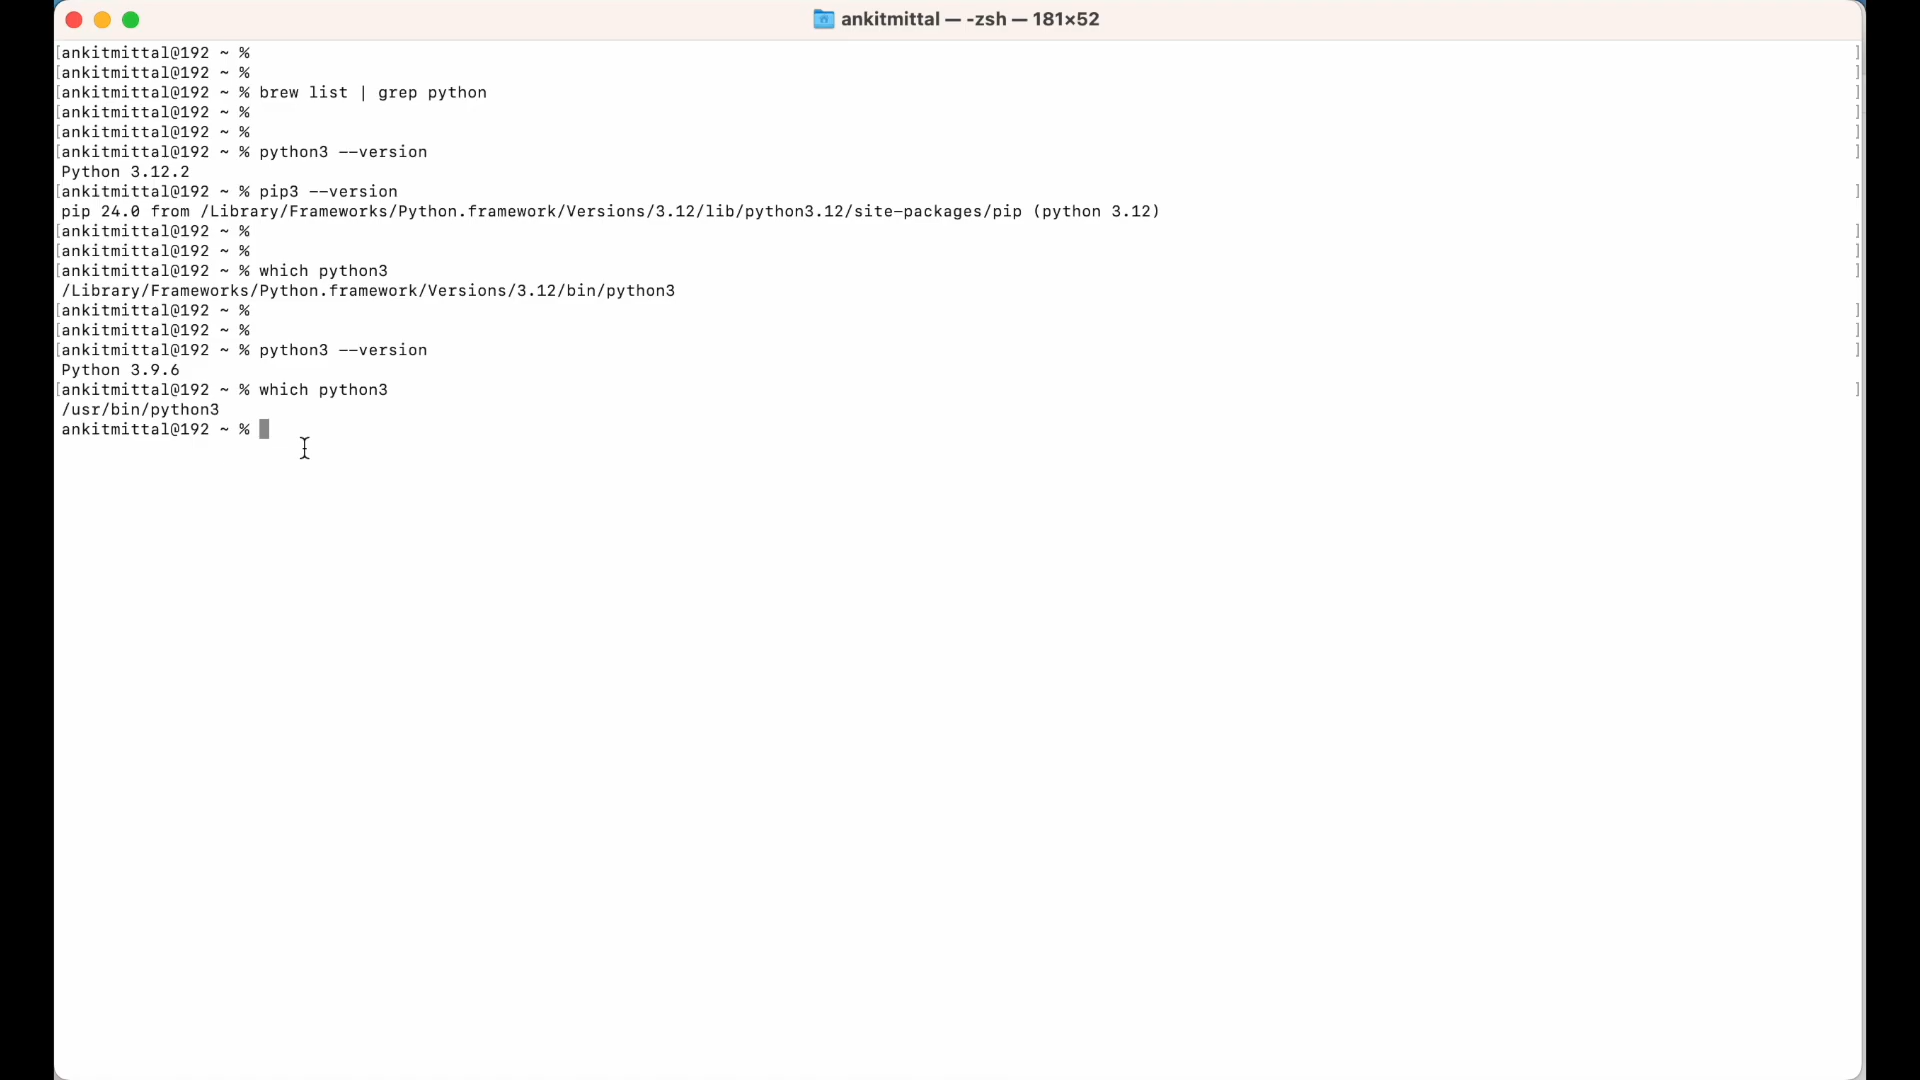 ankitmittal — -zsh — 181×52
[ankitmittal@192 ~ % ]
[ankitmittal@192 ~ % ]
[ankitmittal@192 ~ % brew list | grep python ]
[ankitmittal@192 ~ % ]
[ankitmittal@192 ~ % ]
[ankitmittal@192 ~ % python3 --version ]
Python 3.12.2
[ankitmittal@192 ~ % pip3 --version ]
pip 24.0 from /Library/Frameworks/Python.framework/Versions/3.12/lib/python3.12/site-packages/pip (python 3.12)
[ankitmittal@192 ~ % ]
[ankitmittal@192 ~ % ]
[ankitmittal@192 ~ % which python3 ]
/Library/Frameworks/Python.framework/Versions/3.12/bin/python3
[ankitmittal@192 ~ % ]
[ankitmittal@192 ~ % ]
[ankitmittal@192 ~ % python3 --version ]
Python 3.9.6
[ankitmittal@192 ~ % which python3 ]
/usr/bin/python3
ankitmittal@192 ~ %